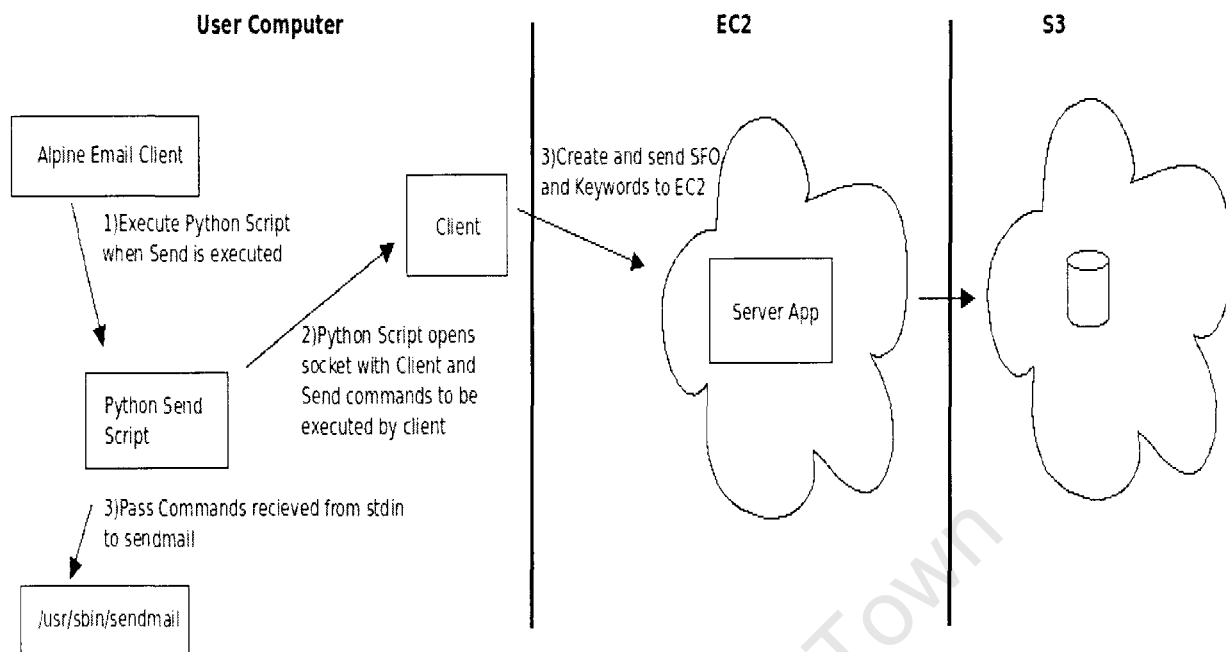 User Computer
EC2
S3
Alpine Email Client
1)Execute Python Script
when Send is executed
Client
3)Create and send SFO
and Keywords to EC2
Server App
2)Python Script opens
socket with Client and
Send commands to be
executed by client
Python Send
Script
3)Pass Commands recieved from stdin
to sendmail
/usr/sbin/sendmail
Town